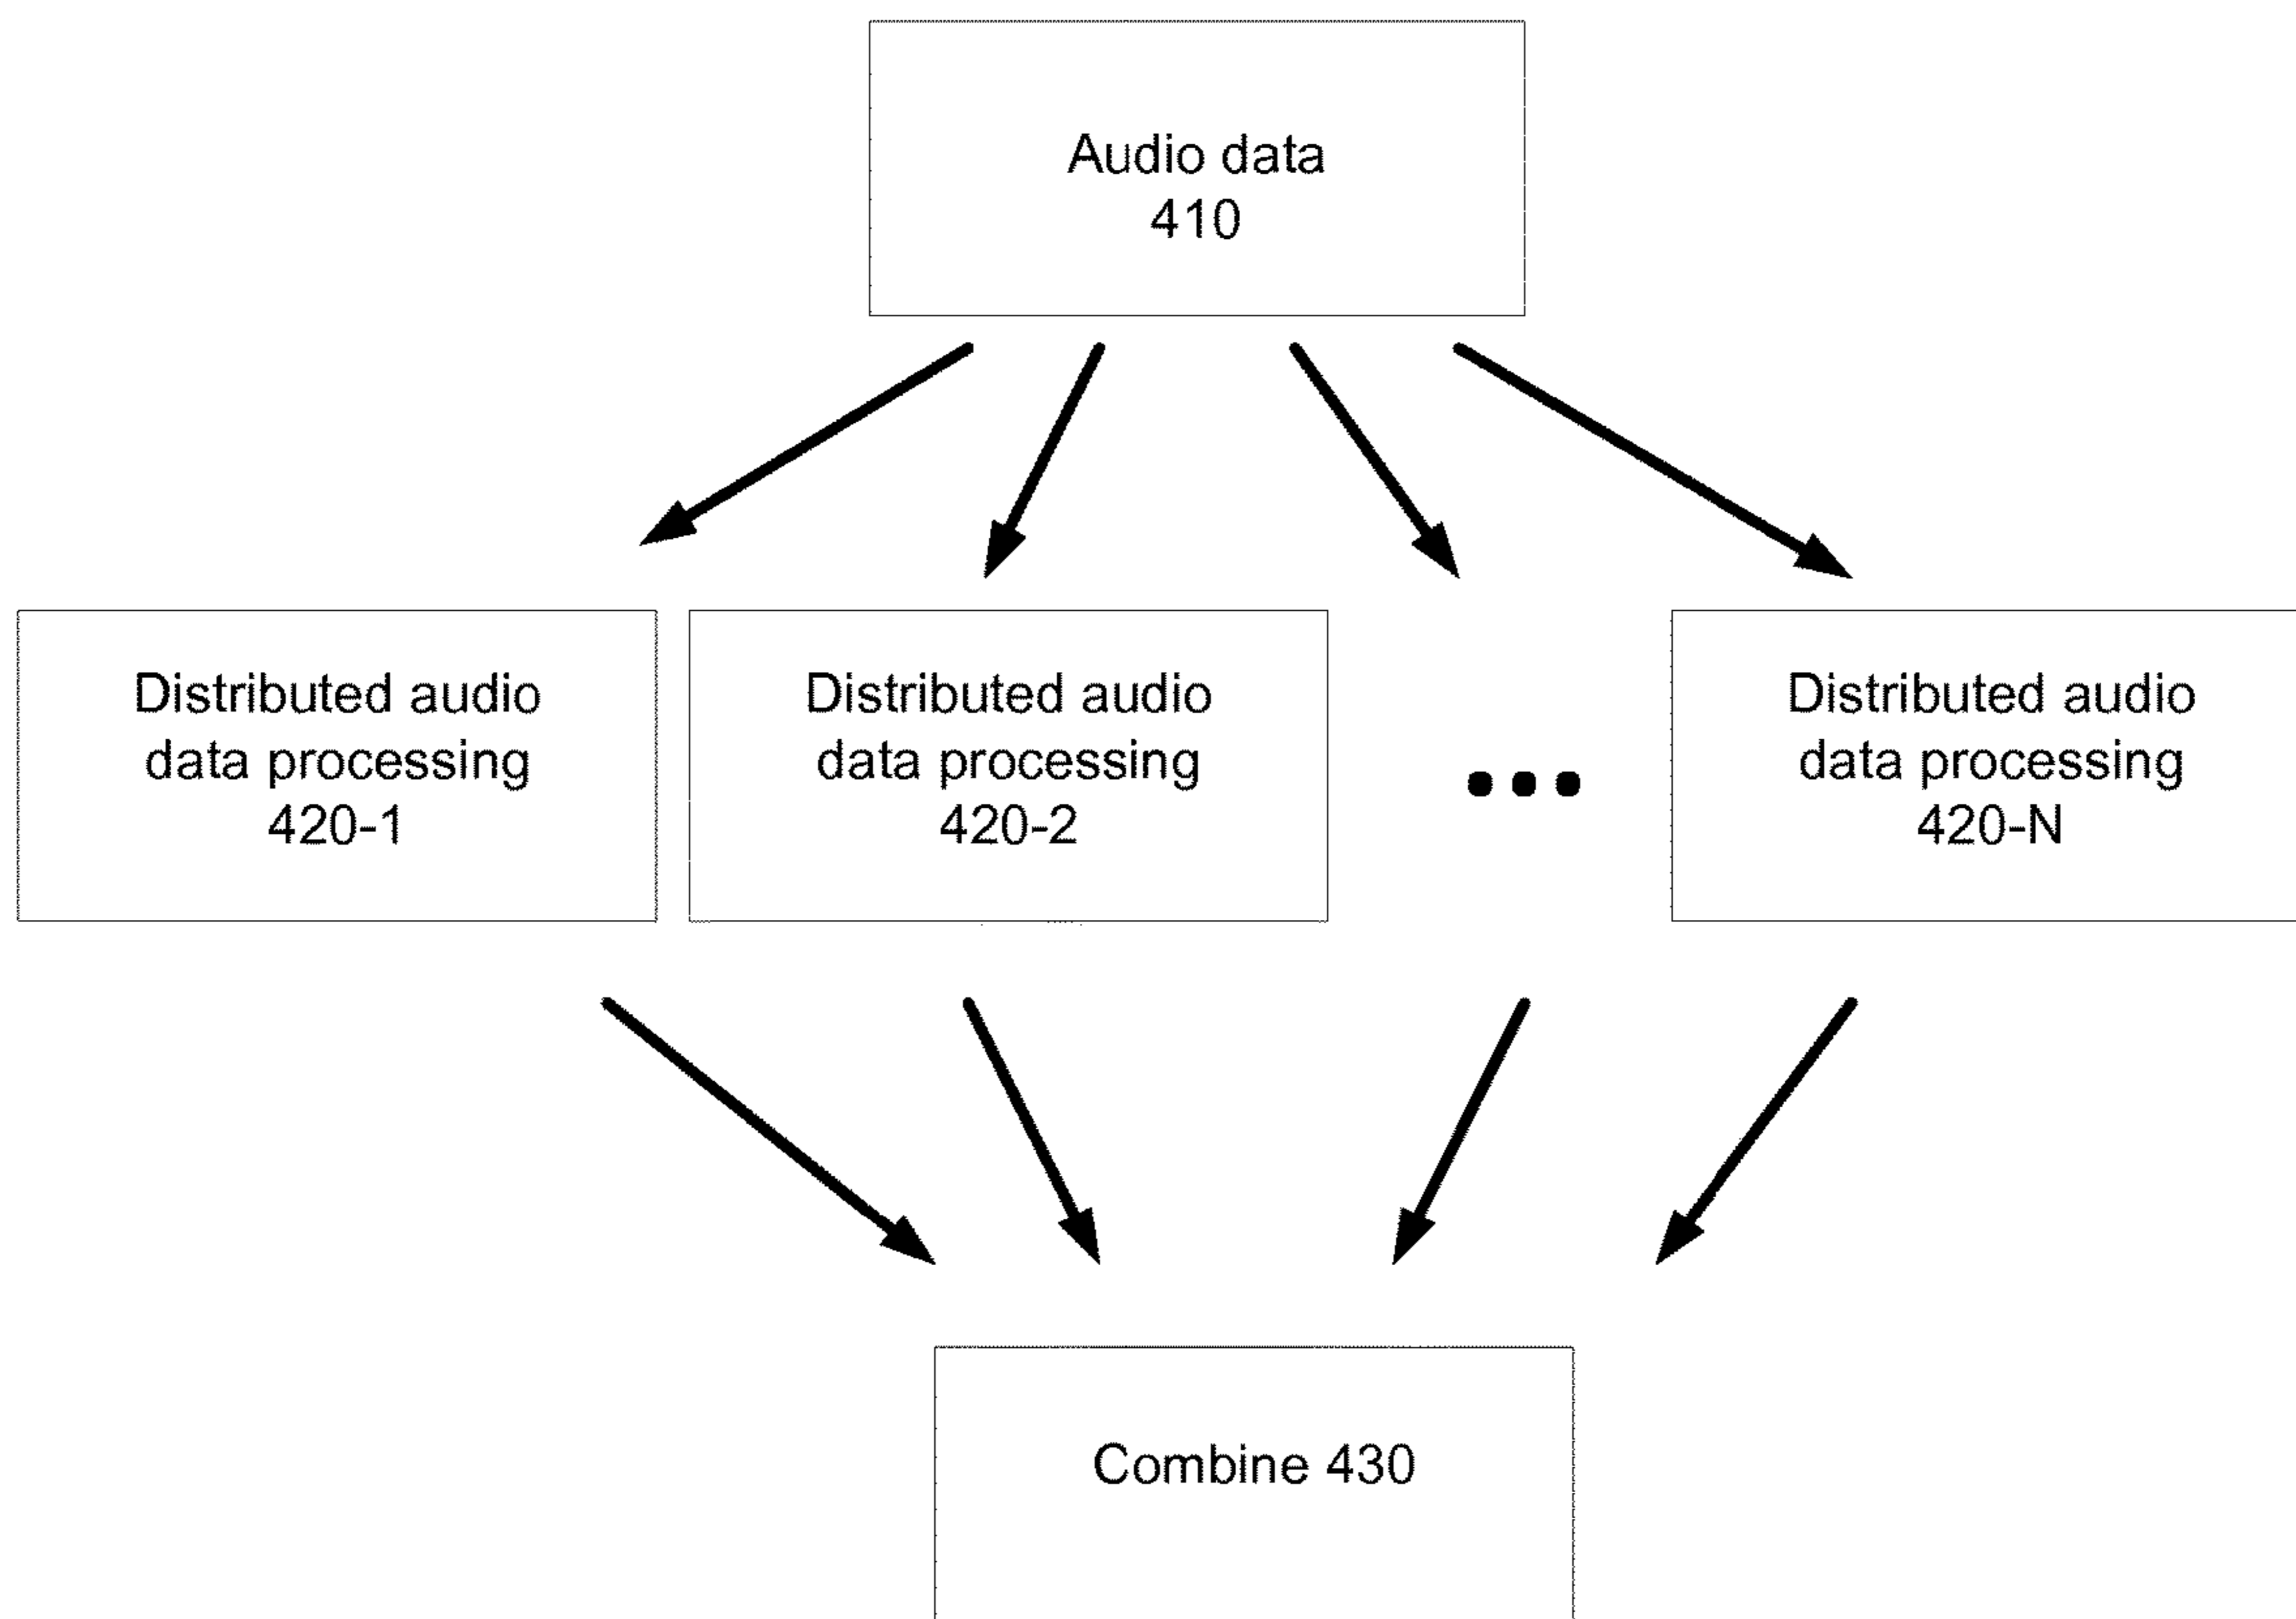 Audio data
410
Distributed audio
data processing
420-1
Distributed audio
data processing
420-2
•••
Distributed audio
data processing
420-N
Combine 430